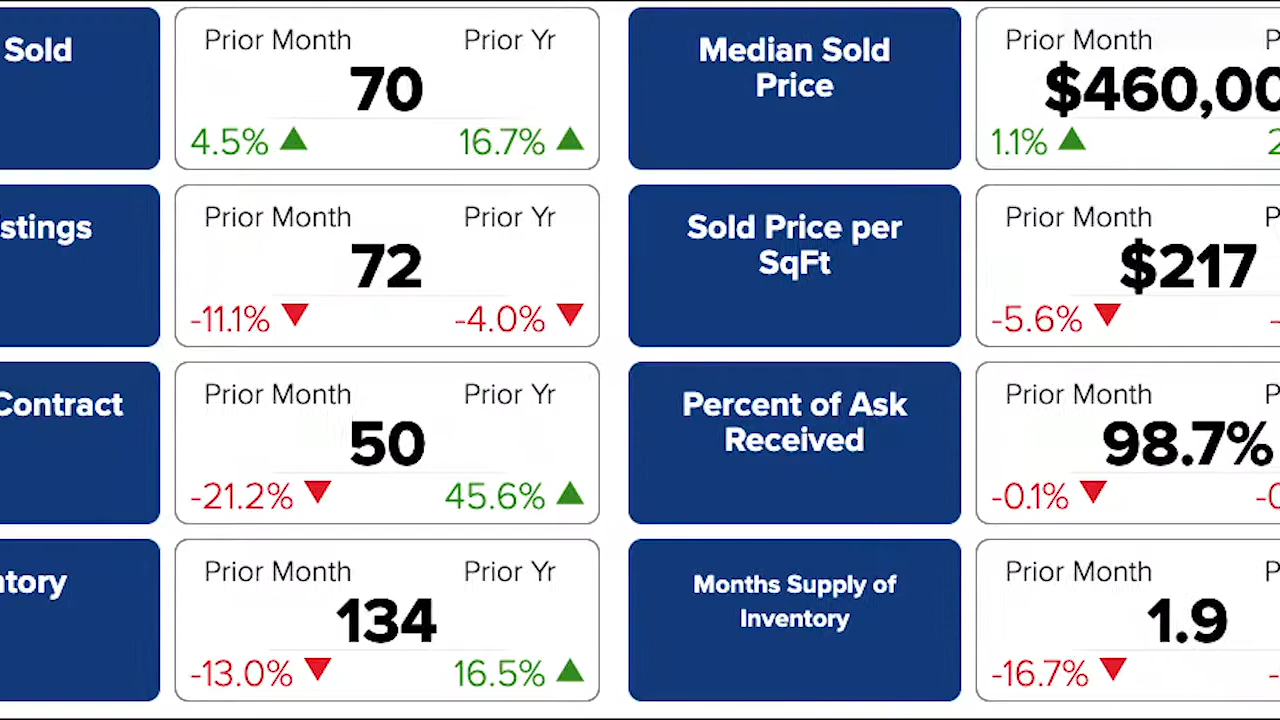 Sold
Prior Month Prior Yr
70
4.5% ▲ 16.7% ▲
Median Sold
Price
Prior Month
$460,00
1.1% ▲
stings
Prior Month Prior Yr
72
-11.1% ▼ -4.0% ▼
Sold Price per
SqFt
Prior Month
$217
-5.6% ▼
Contract
Prior Month Prior Yr
50
-21.2% ▼ 45.6% ▲
Percent of Ask
Received
Prior Month
98.7%
-0.1% ▼
tory
Prior Month Prior Yr
134
-13.0% ▼ 16.5% ▲
Months Supply of
Inventory
Prior Month
1.9
-16.7% ▼